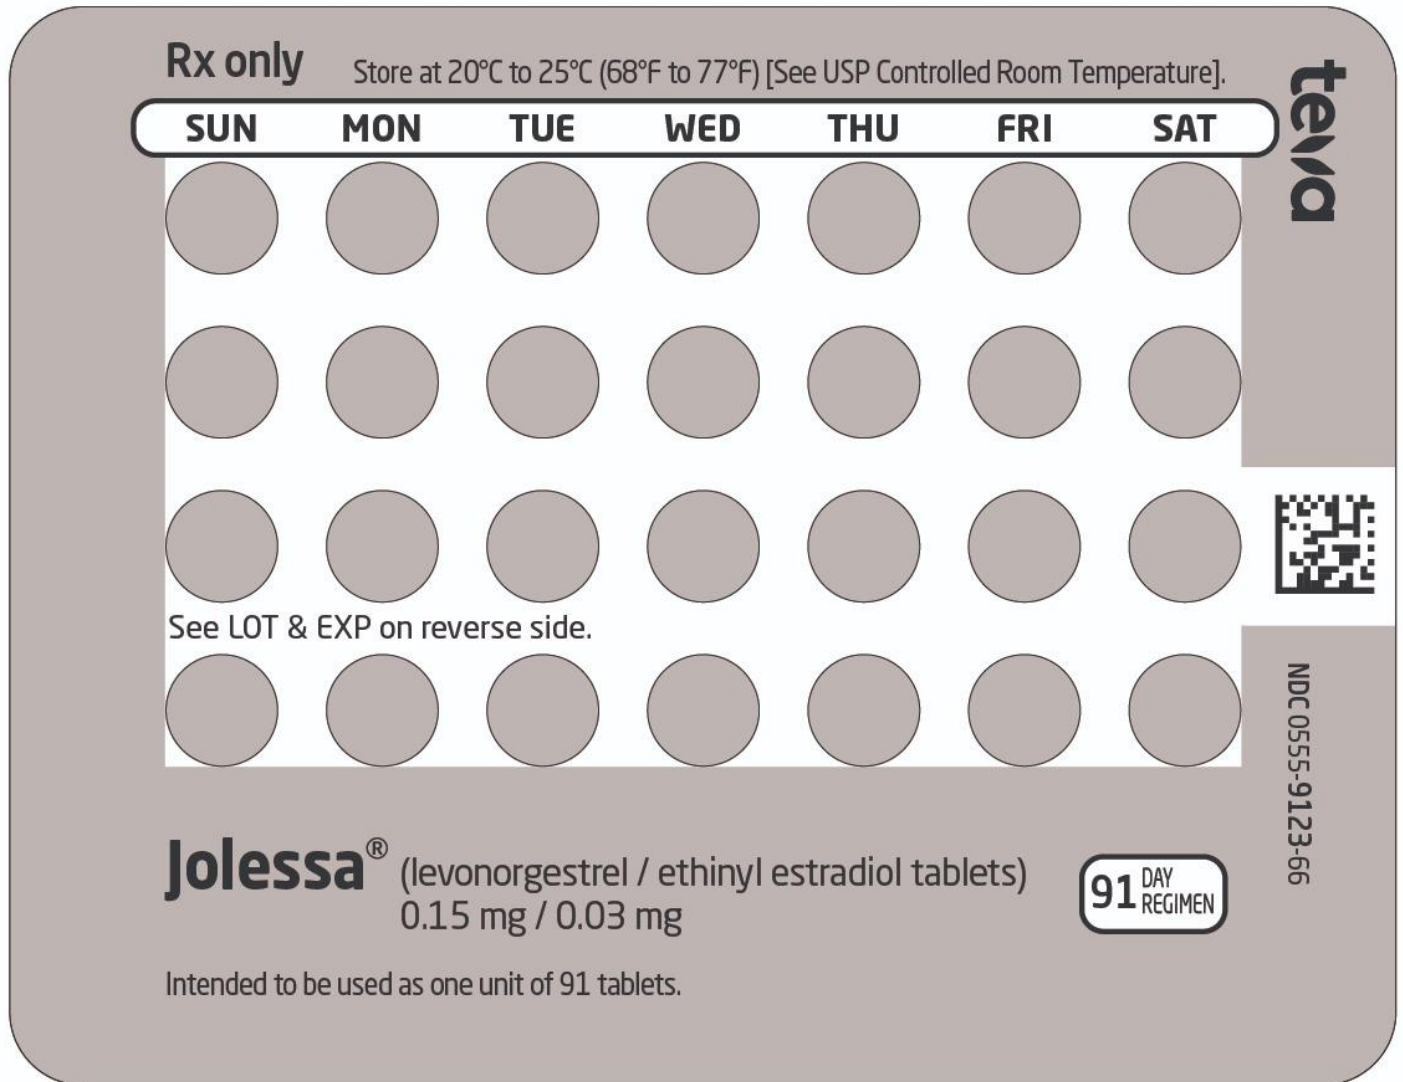 Rx only
Store at 20°C to 25°C (68°F to 77°F) [See USP Controlled Room Temperature].
teva
SUN MON TUE WED THU FRI SAT
See LOT & EXP on reverse side.
NDC 0555-9123-66
Jolessa® (levonorgestrel / ethinyl estradiol tablets)
0.15 mg / 0.03 mg
91 DAY
REGIMEN
Intended to be used as one unit of 91 tablets.